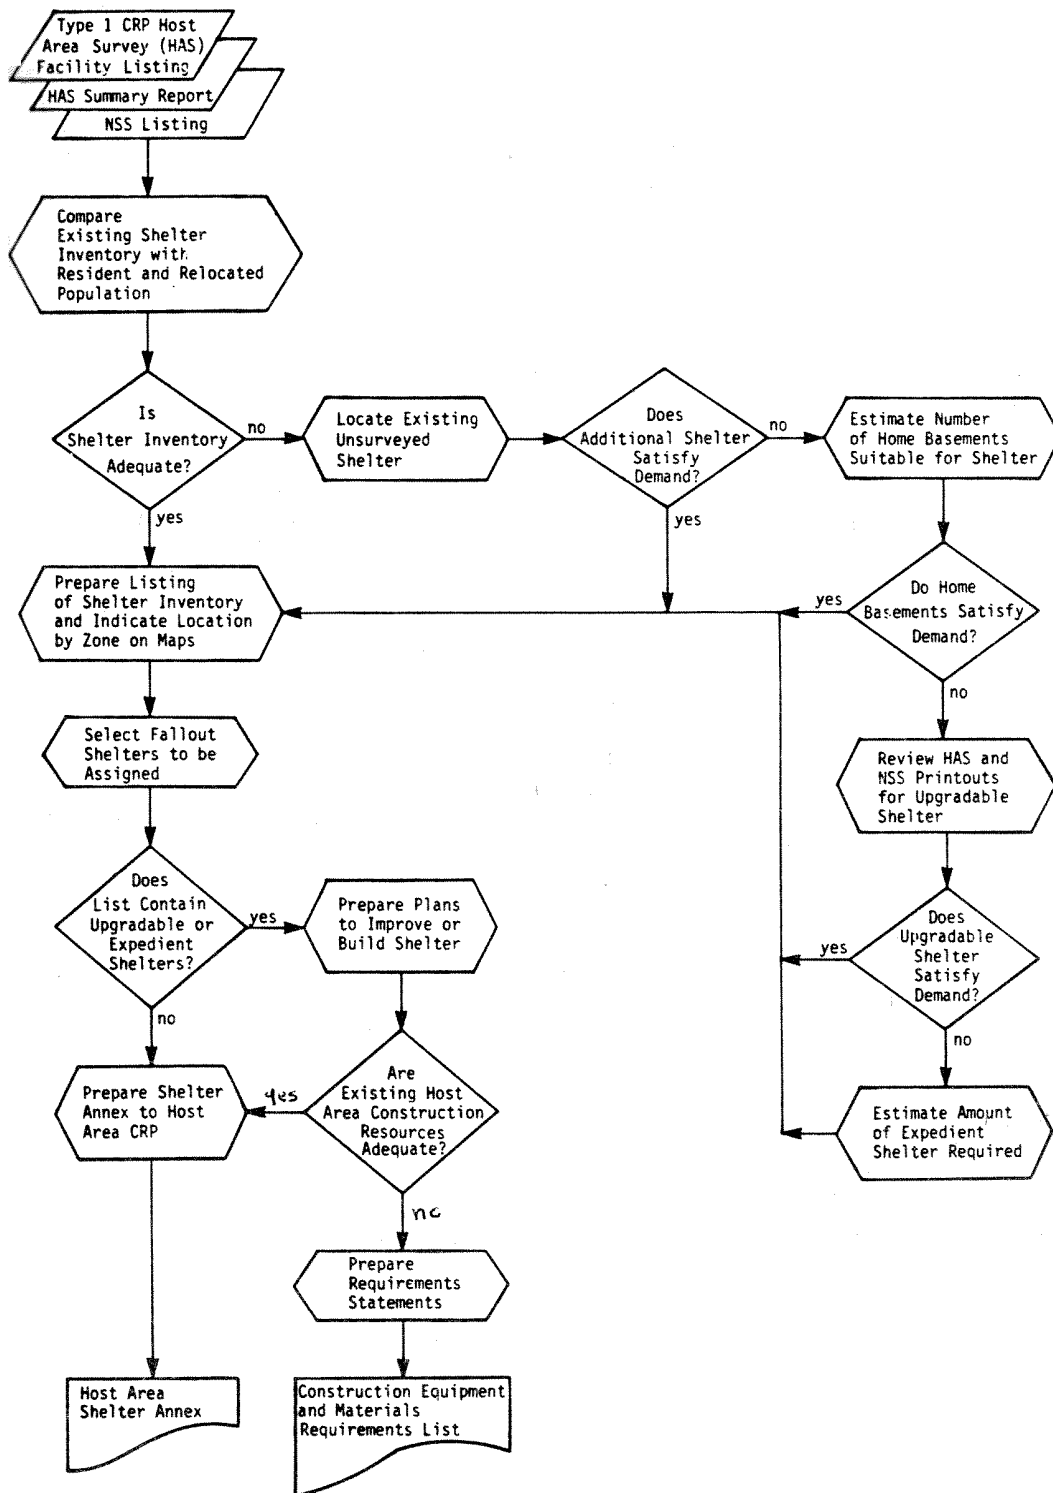 Type 1 CRP Host
Area Survey (HAS)
Facility Listing
HAS Summary Report
NSS Listing
Compare
Existing Shelter
Inventory with
Resident and Relocated
Population
Is
Shelter Inventory
Adequate?
no
yes
Locate Existing
Unsurveyed
Shelter
Does
Additional Shelter
Satisfy
Demand?
no
yes
Estimate Number
of Home Basements
Suitable for Shelter
Do Home
Basements Satisfy
Demand?
yes
no
Prepare Listing
of Shelter Inventory
and Indicate Location
by Zone on Maps
Select Fallout
Shelters to be
Assigned
Review HAS and
NSS Printouts
for Upgradable
Shelter
Does
Upgradable
Shelter
Satisfy
Demand?
yes
no
Estimate Amount
of Expedient
Shelter Required
Does
List Contain
Upgradable or
Expedient
Shelters?
yes
no
Prepare Plans
to Improve or
Build Shelter
Are
Existing Host
Area Construction
Resources
Adequate?
yes
no
Prepare Shelter
Annex to Host
Area CRP
Prepare
Requirements
Statements
Host Area
Shelter Annex
Construction Equipment
and Materials
Requirements List